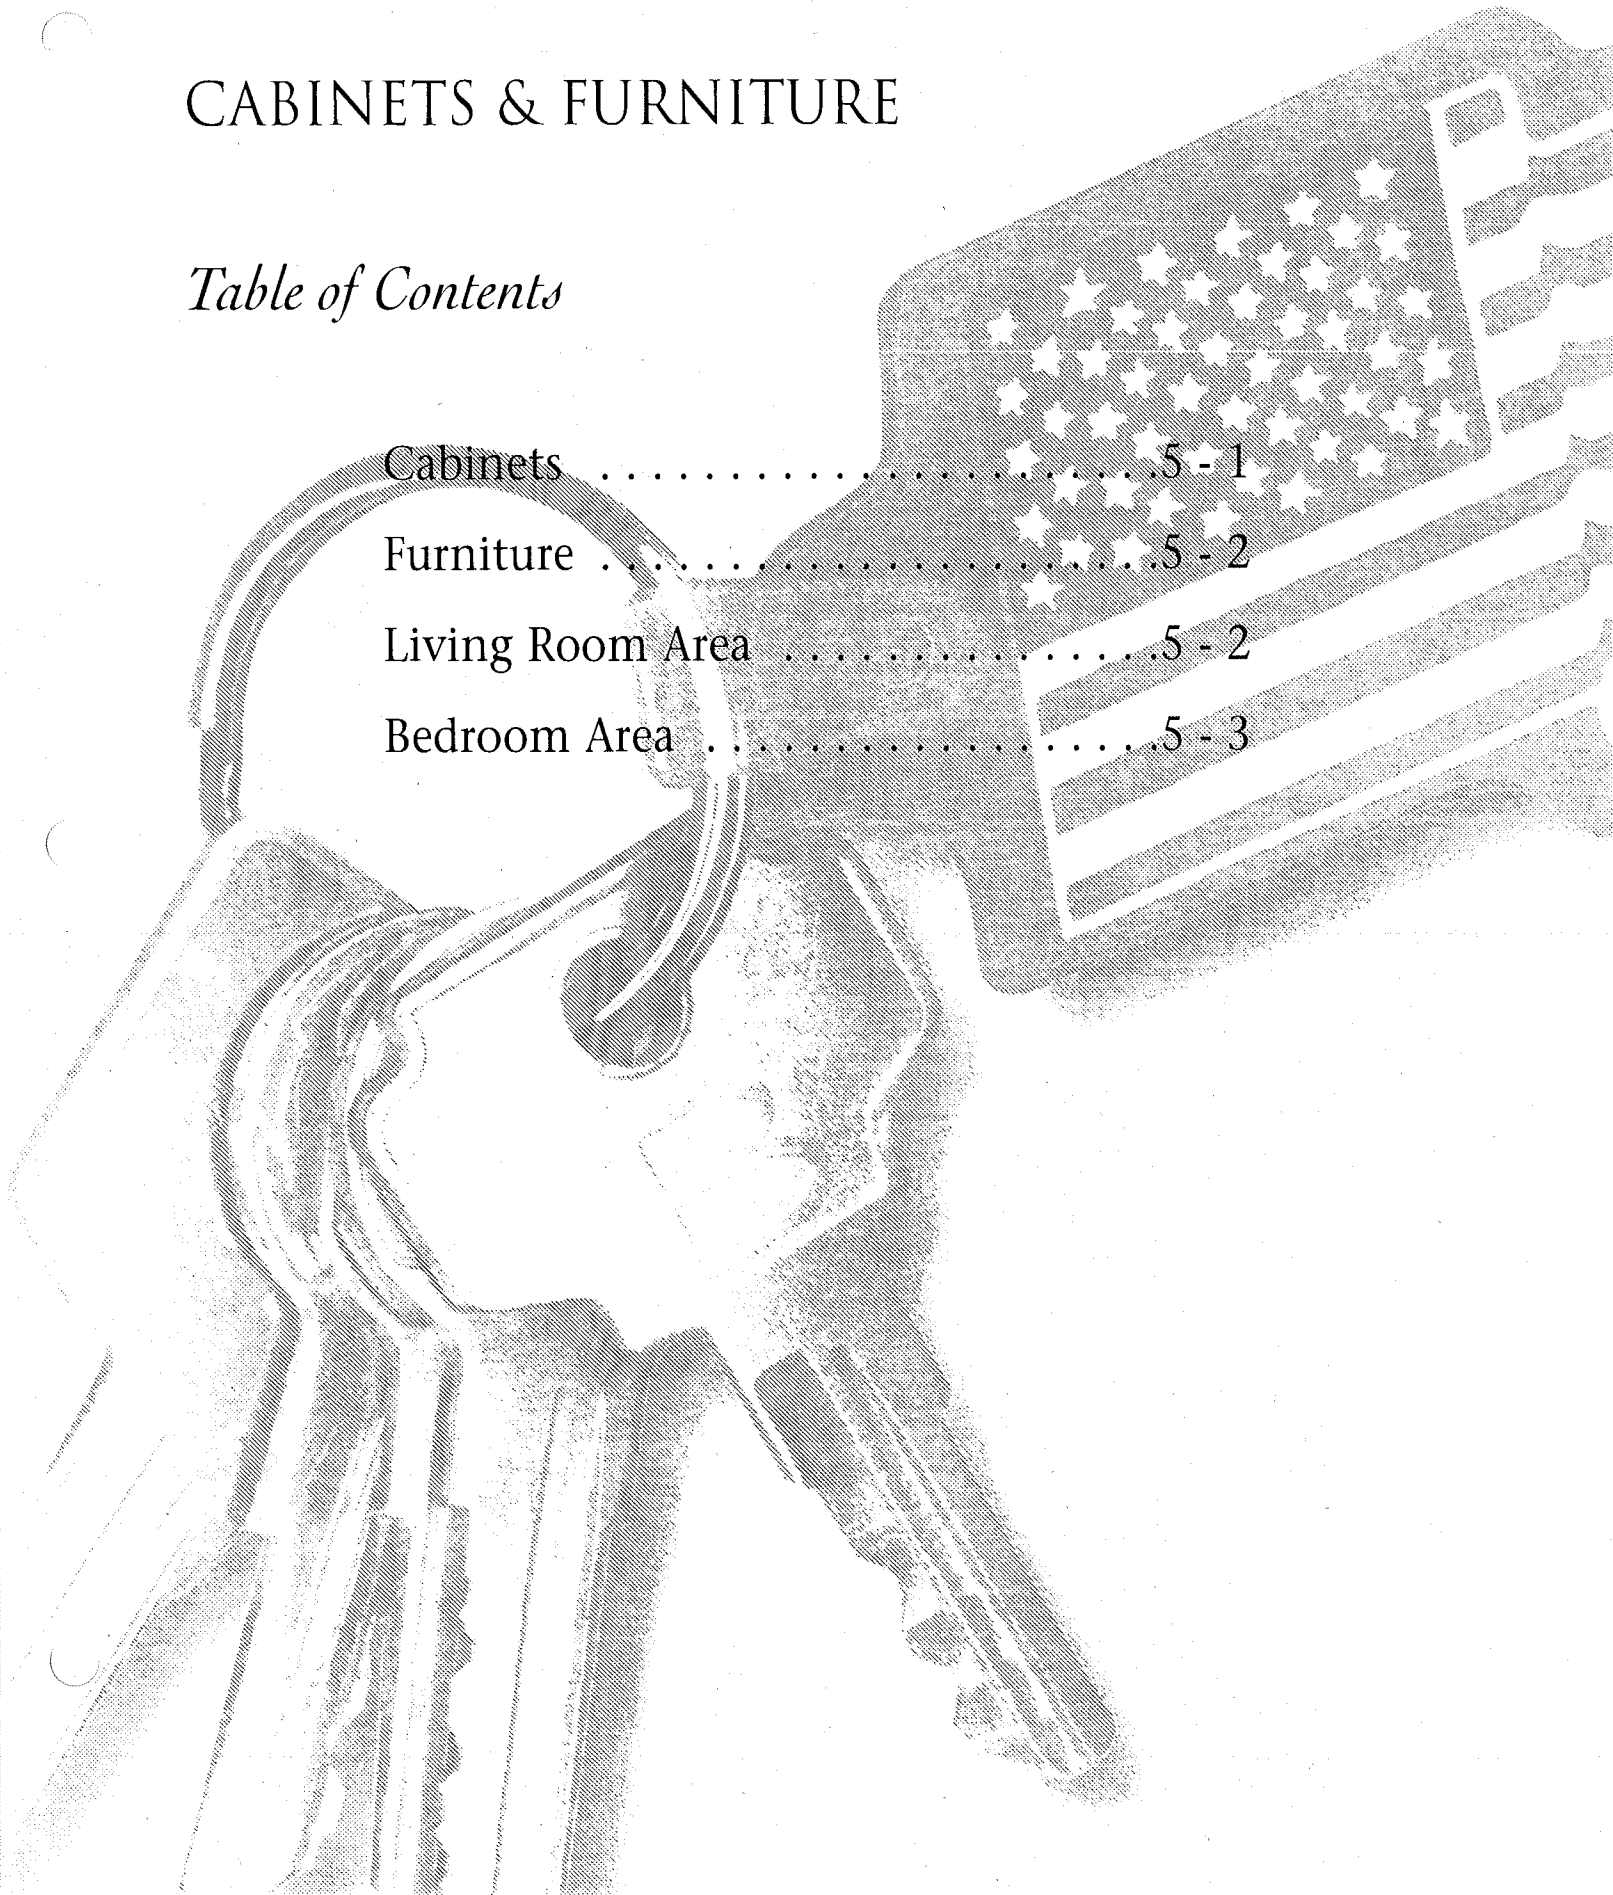 CABINETS & FURNITURE
Table of Contents
Cabinets . . . . . . . . . . . . . . . . . . . . . .5 - 1
Furniture . . . . . . . . . . . . . . . . . . . . . .5 - 2
Living Room Area . . . . . . . . . . . . . . .5 - 2
Bedroom Area . . . . . . . . . . . . . . . . . .5 - 3